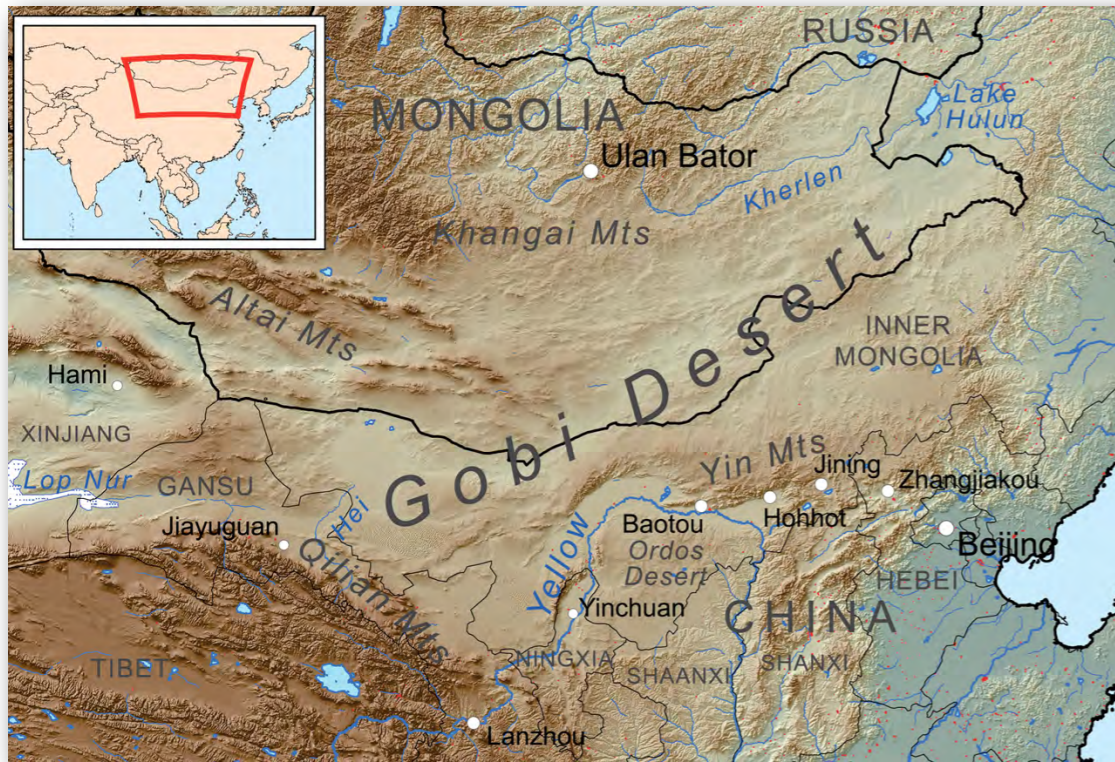 RUSSIA
MONGOLIA
Lake
Hulun
Ulan Bator
Kherlen
Khangai Mts
Altai Mts
Gobi Desert
INNER
MONGOLIA
Hami
XINJIANG
Lop Nur
GANSU
Yin Mts
Jining
Zhangjiakou
Jiayuguan
Hei
Baotou
Hohhot
Beijing
Ordos
Desert
Qilian Mts
Yellow
HEBEI
Yinchuan
CHINA
TIBET
NINGXIA
SHAANXI
SHANXI
Lanzhou